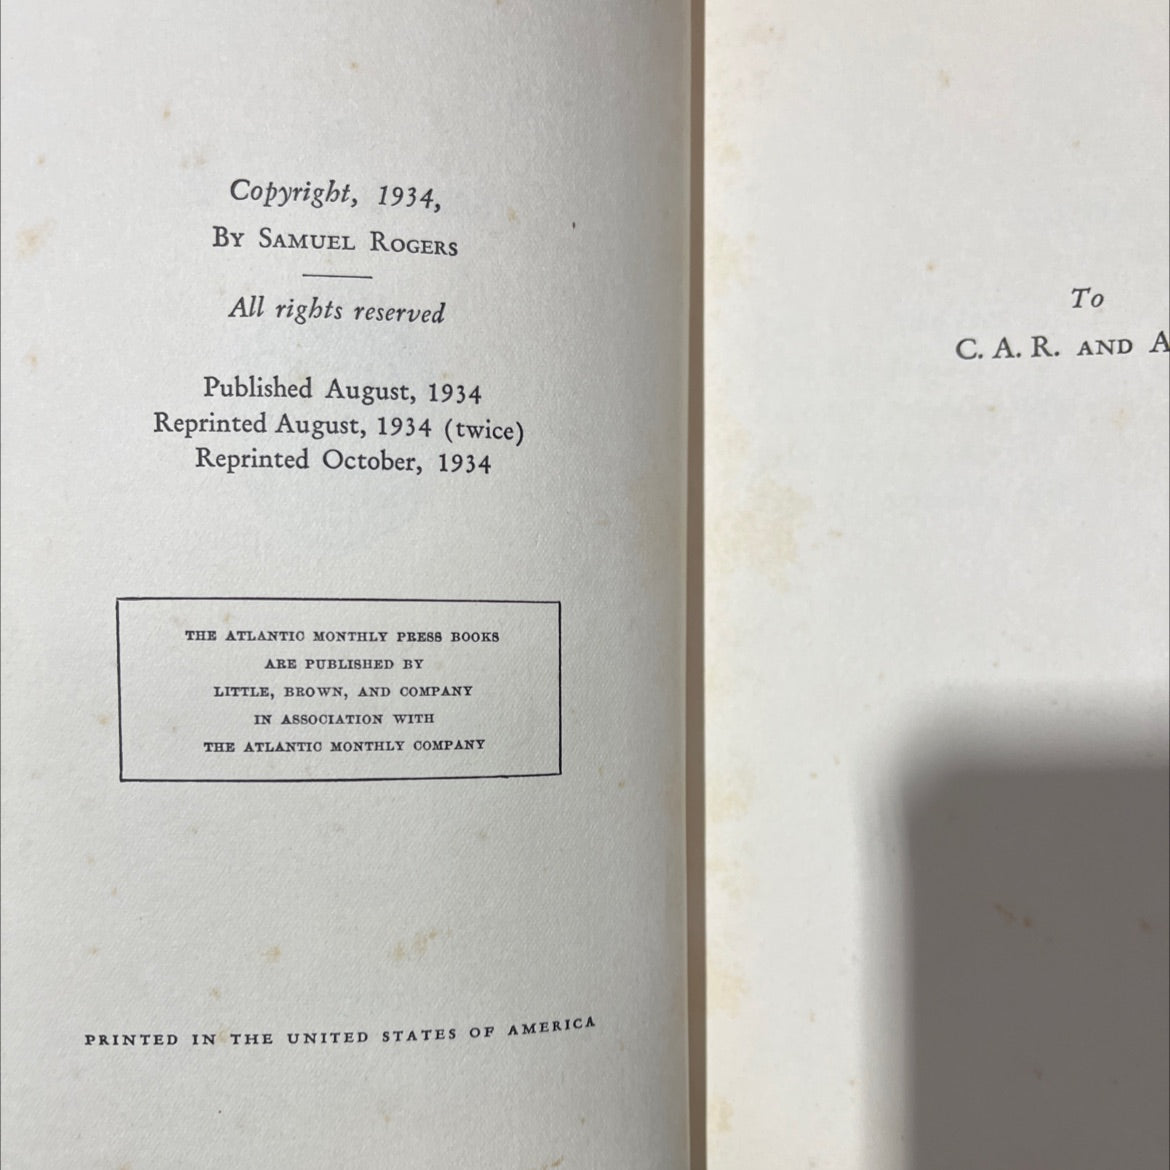 Copyright, 1934,
By Samuel Rogers
All rights reserved
Published August, 1934
Reprinted August, 1934 (twice)
Reprinted October, 1934
THE ATLANTIC MONTHLY PRESS BOOKS
ARE PUBLISHED BY
LITTLE, BROWN, AND COMPANY
IN ASSOCIATION WITH
THE ATLANTIC MONTHLY COMPANY
PRINTED IN THE UNITED STATES OF AMERICA
To
C. A. R. AND A